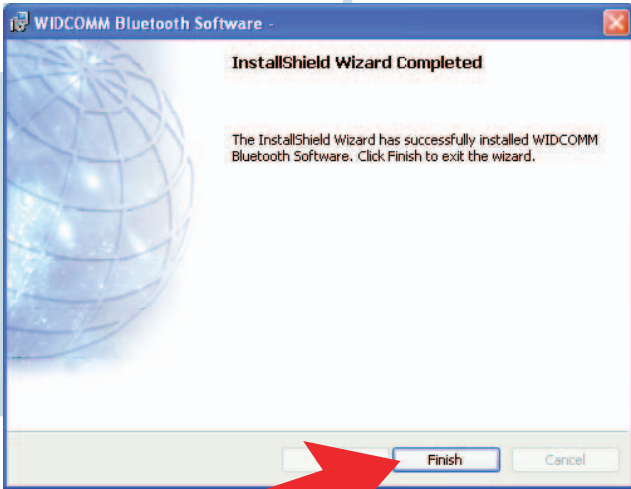 WIDCOMM Bluetooth Software -
InstallShield Wizard Completed
The InstallShield Wizard has successfully installed WIDCOMM
Bluetooth Software. Click Finish to exit the wizard.
Finish
Cancel